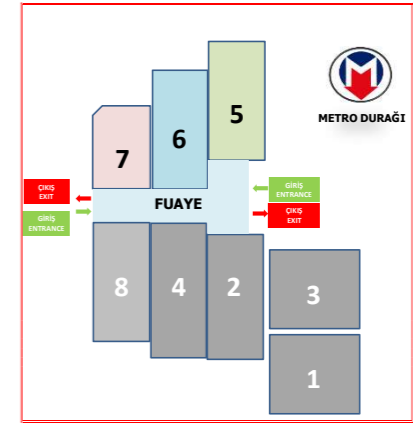 5
METRO DURAĞI
6
7
ÇIKIŞ
EXIT
GİRİŞ
ENTRANCE
FUAYE
GİRİŞ
ENTRANCE
ÇIKIŞ
EXIT
8
4
2
3
1